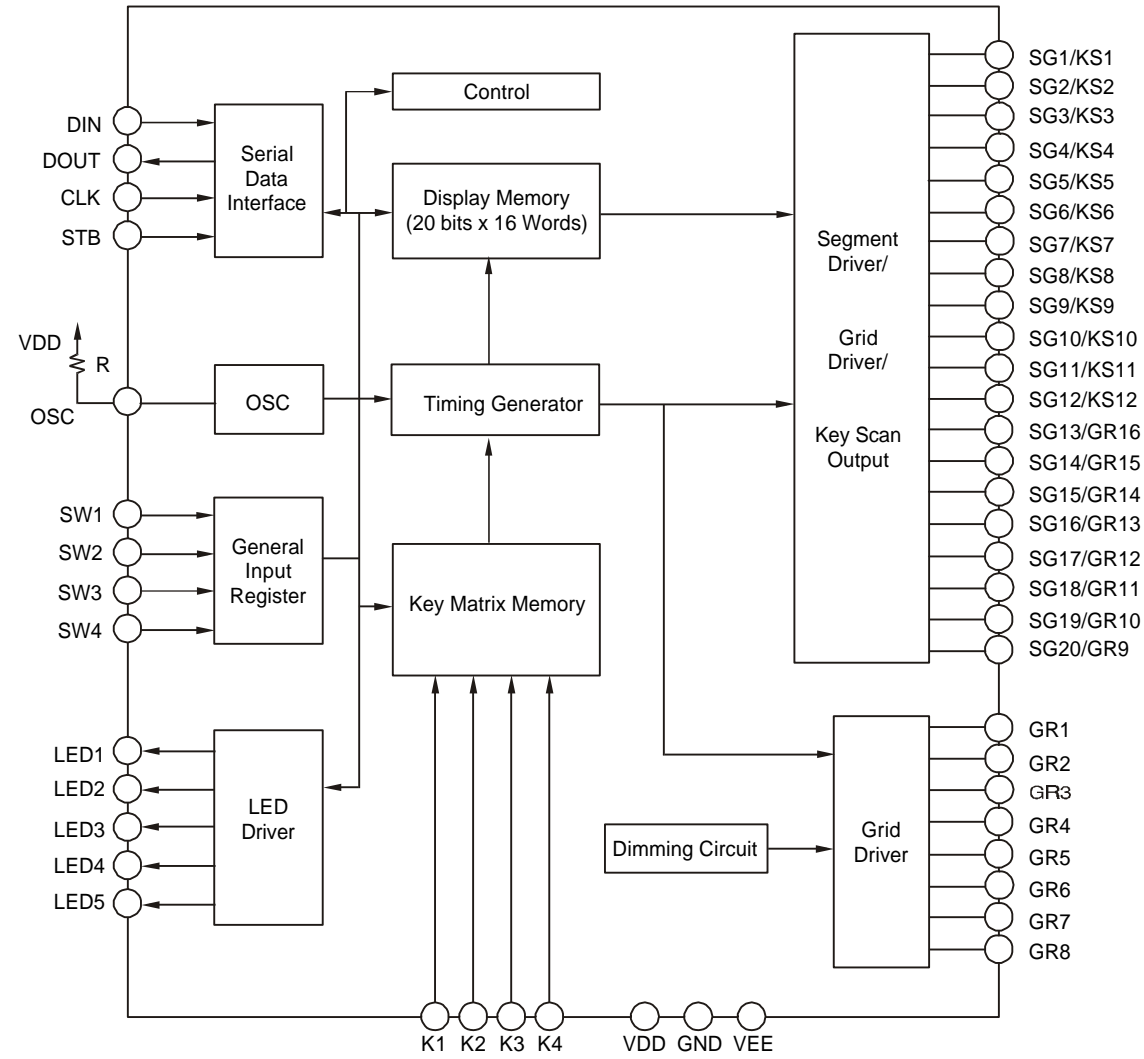 DIN
DOUT
CLK
STB
VDD
R
OSC
SW1
SW2
SW3
SW4
LED1
LED2
LED3
LED4
LED5
Serial
Data
Interface
OSC
General
Input
Register
LED
Driver
Control
Display Memory
(20 bits x 16 Words)
Timing Generator
Key Matrix Memory
Dimming Circuit
Segment
Driver/
Grid
Driver/
Key Scan
Output
Grid
Driver
SG1/KS1
SG2/KS2
SG3/KS3
SG4/KS4
SG5/KS5
SG6/KS6
SG7/KS7
SG8/KS8
SG9/KS9
SG10/KS10
SG11/KS11
SG12/KS12
SG13/GR16
SG14/GR15
SG15/GR14
SG16/GR13
SG17/GR12
SG18/GR11
SG19/GR10
SG20/GR9
GR1
GR2
GR3
GR4
GR5
GR6
GR7
GR8
K1 K2 K3 K4 VDD GND VEE